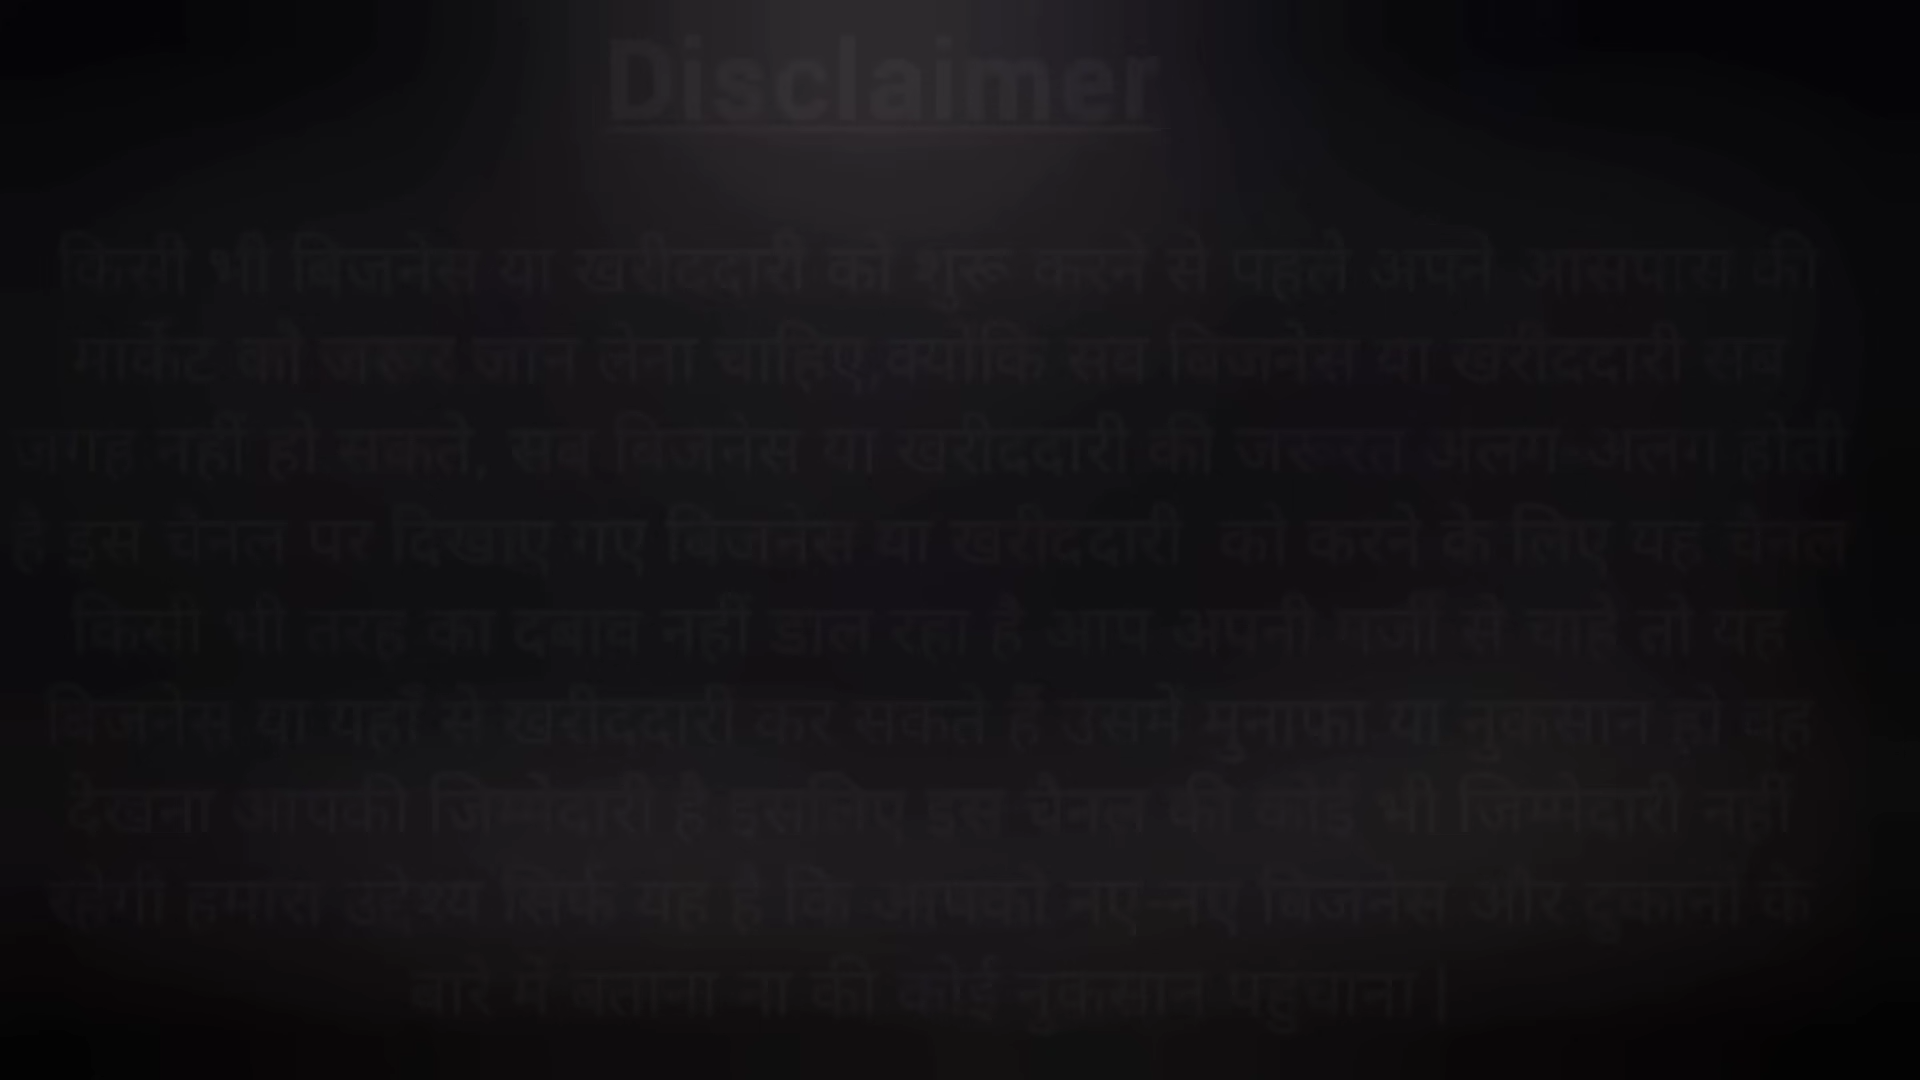 Disclaimer
किसी भी बिजनेस या खरीददारी को शुरू करने से पहले अपने आसपास की
मार्केट को जरूर जान लेना चाहिए,क्योंकि सब बिजनेस या खरीददारी सब
जगह नहीं हो सकते, सब बिजनेस या खरीददारी की जरूरत अलग-अलग होती
है इस चैनल पर दिखाए गए बिजनेस या खरीददारी को करने के लिए यह चैनल
किसी भी तरह का दबाव नहीं डाल रहा है आप अपनी मर्जी से चाहे तो यह
बिजनेस या यहाँ से खरीददारी कर सकते हैं उसमें मुनाफा या नुकसान हो वह
देखना आपकी जिम्मेदारी है इसलिए इस चैनल की कोई भी जिम्मेदारी नहीं
रहेगी हमारा उद्देश्य सिर्फ यह है कि आपको नए-नए बिजनेस और दुकानों के
बारे में बताना ना की कोई नुकसान पहुचाना |